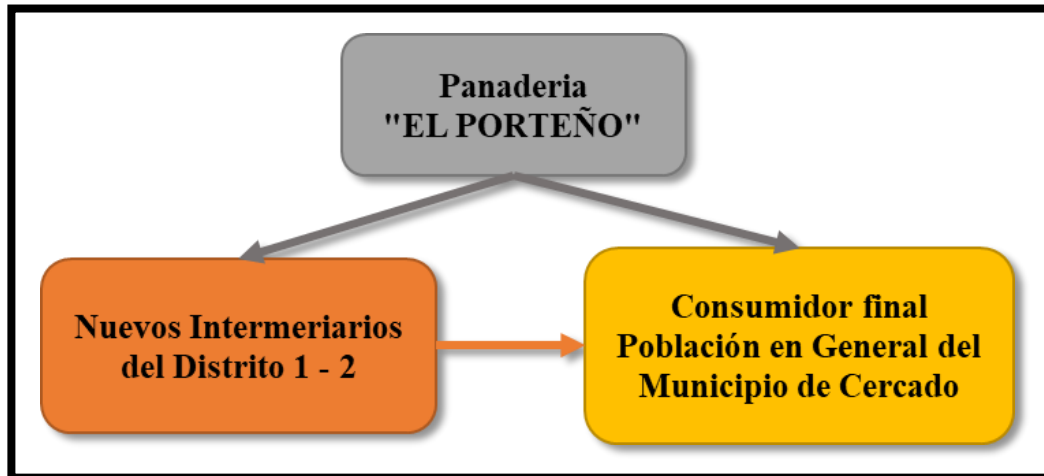 Panaderia
"EL PORTEÑO"
Nuevos Intermeriarios
del Distrito 1 - 2
Consumidor final
Población en General del
Municipio de Cercado